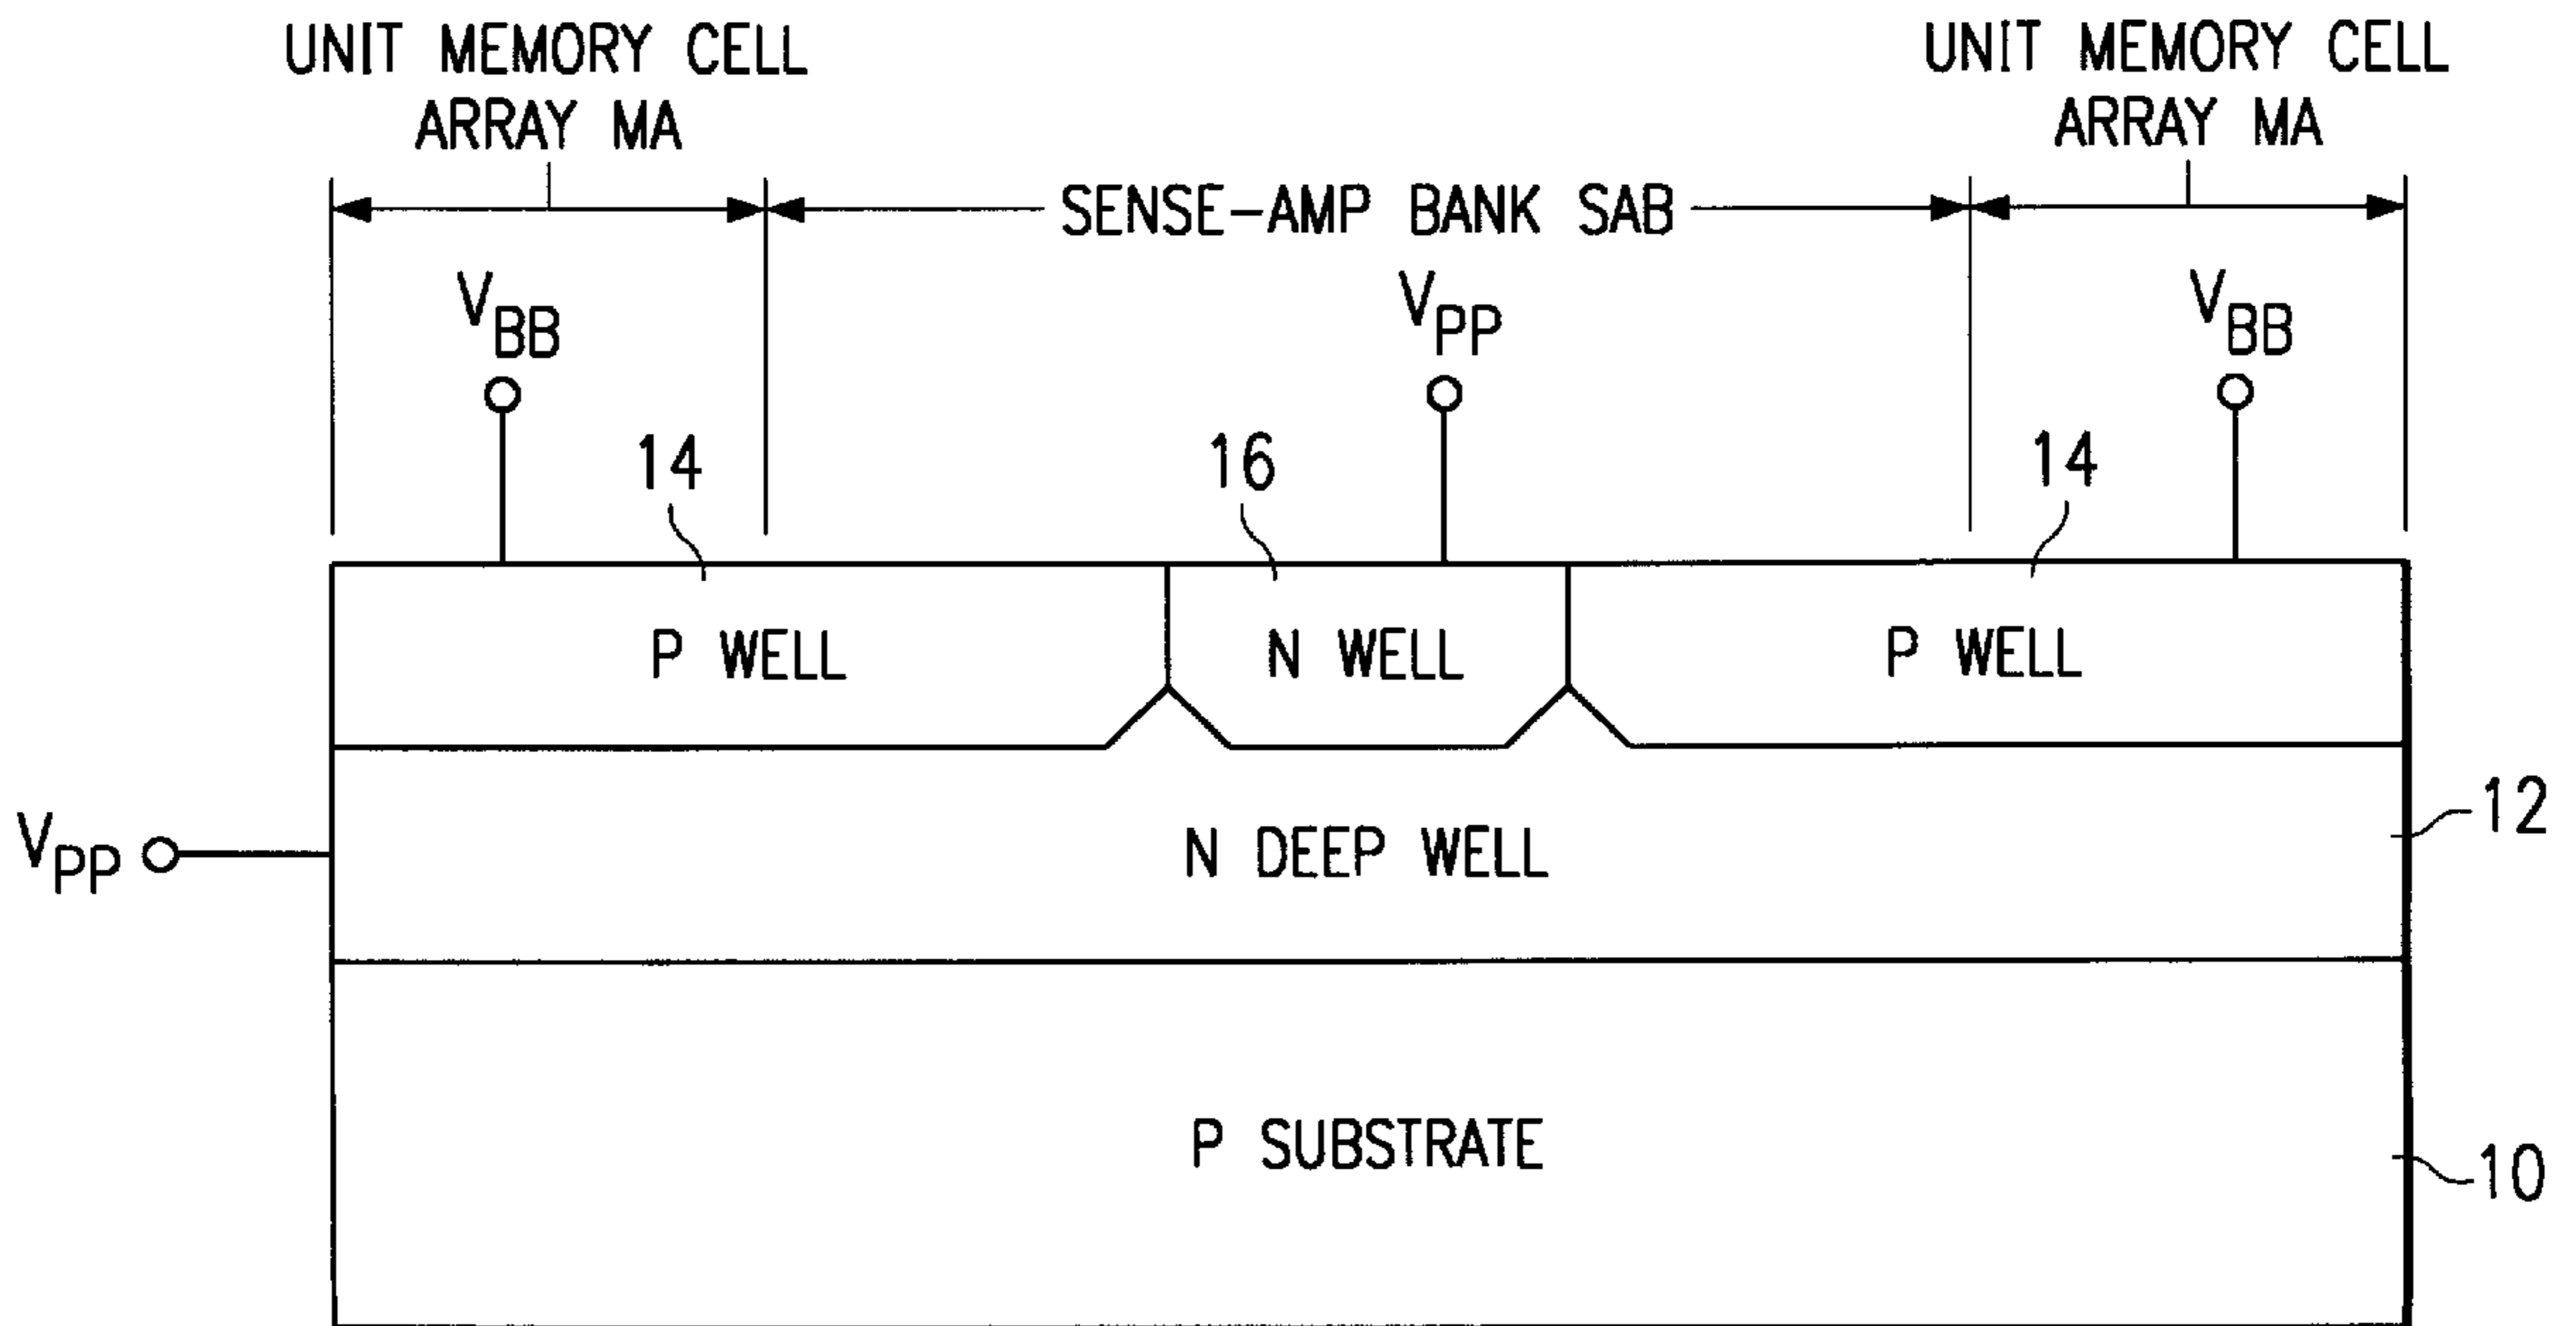 UNIT MEMORY CELL
ARRAY MA
UNIT MEMORY CELL
ARRAY MA
SENSE-AMP BANK SAB
VBB
VPP
VBB
14
16
14
P WELL
N WELL
P WELL
12
VPP
N DEEP WELL
P SUBSTRATE
10